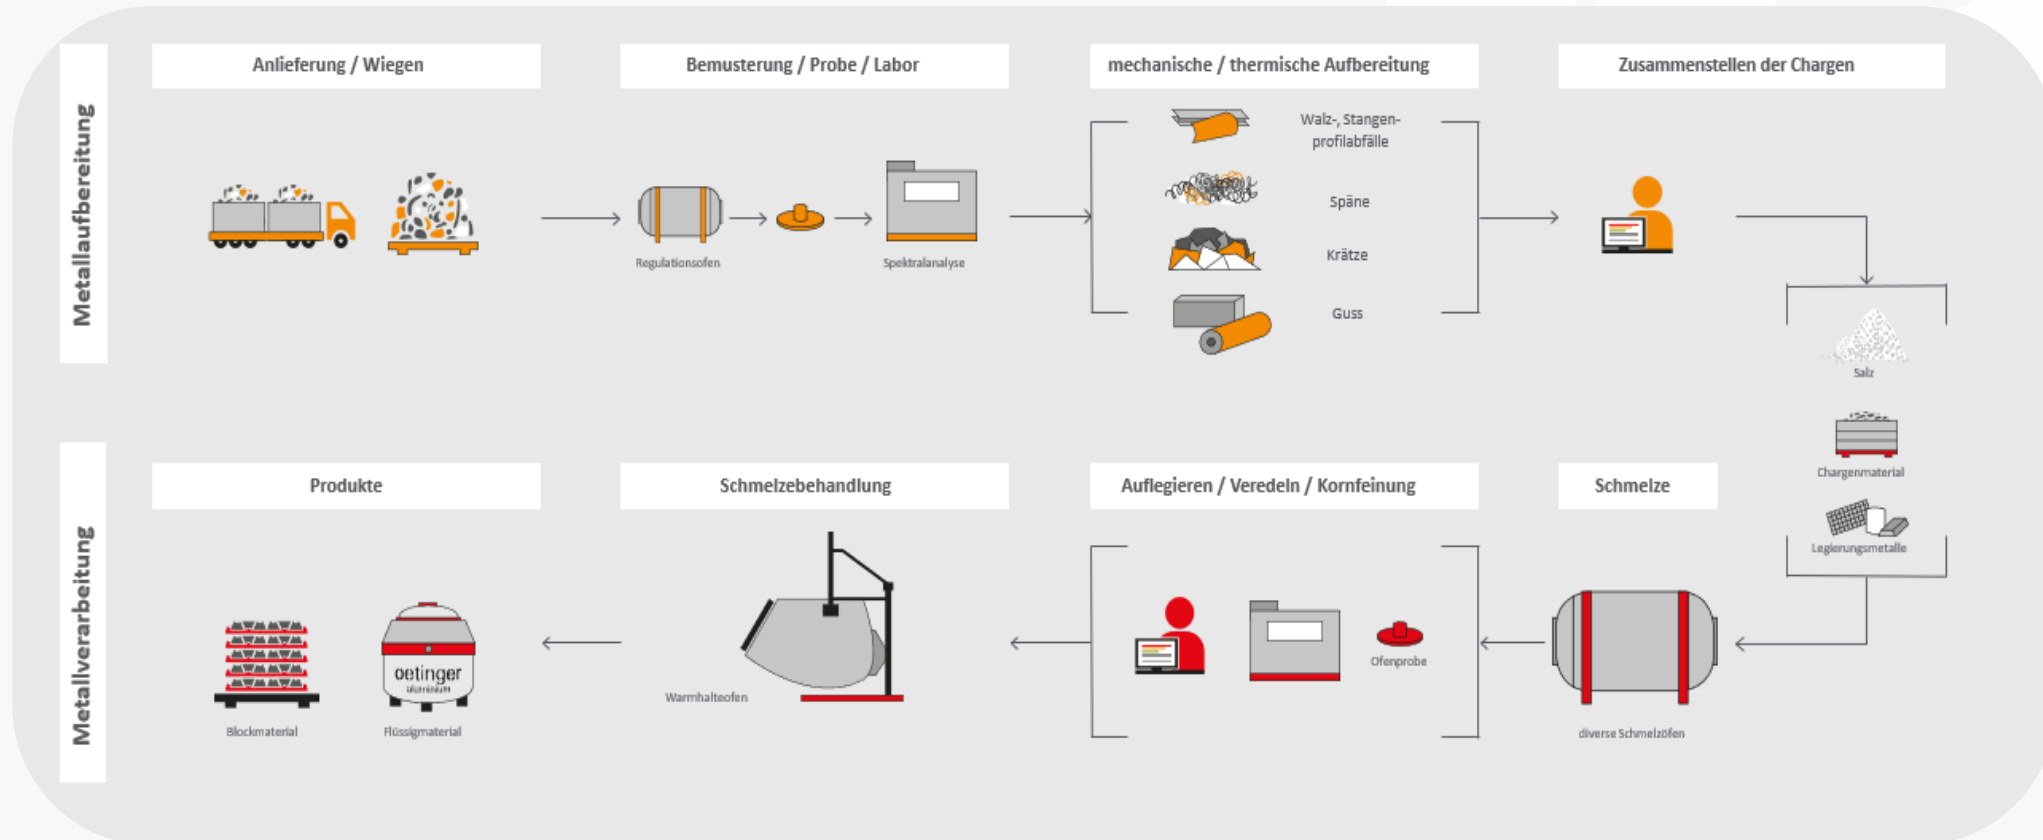 Metallaufbereitung
Anlieferung / Wiegen
Bemusterung / Probe / Labor
mechanische / thermische Aufbereitung
Zusammenstellen der Chargen
Regulationsofen
Spektralanalyse
Walz-, Stangen-
profilabfälle
Späne
Krätze
Guss
Salz
Chargenmaterial
Legierungsmetalle
Metallverarbeitung
Produkte
Schmelzebehandlung
Auflegieren / Veredeln / Kornfeinung
Schmelze
Blockmaterial
oetinger
aluminium
Flüssigmaterial
Warmhalteofen
Ofenprobe
diverse Schmelzöfen